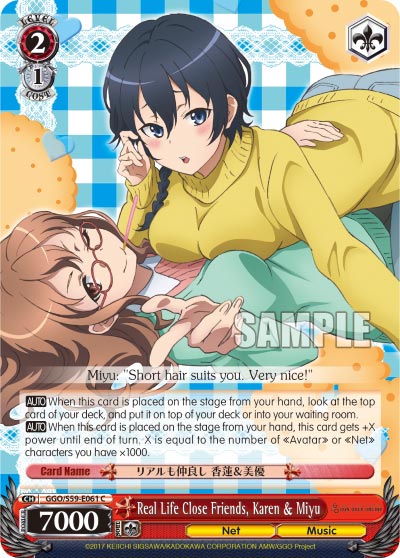 LEVEL
2
1
COST
SAMPLE
Miyu: "Short hair suits you. Very nice!"
AUTO When this card is placed on the stage from your hand, look at the top
card of your deck, and put it on top of your deck or into your waiting room.
AUTO When this card is placed on the stage from your hand, this card gets +X
power until end of turn. X is equal to the number of «Avatar» or «Net»
characters you have ×1000.
Card Name リアルも仲良し 香蓮&美優
CH GGO/S59-E061 C Real Life Close Friends, Karen & Miyu
POWER 7000 Net Music
©2017 KEIICHI SIGSAWA/KADOKAWA CORPORATION AMW/GGO Project